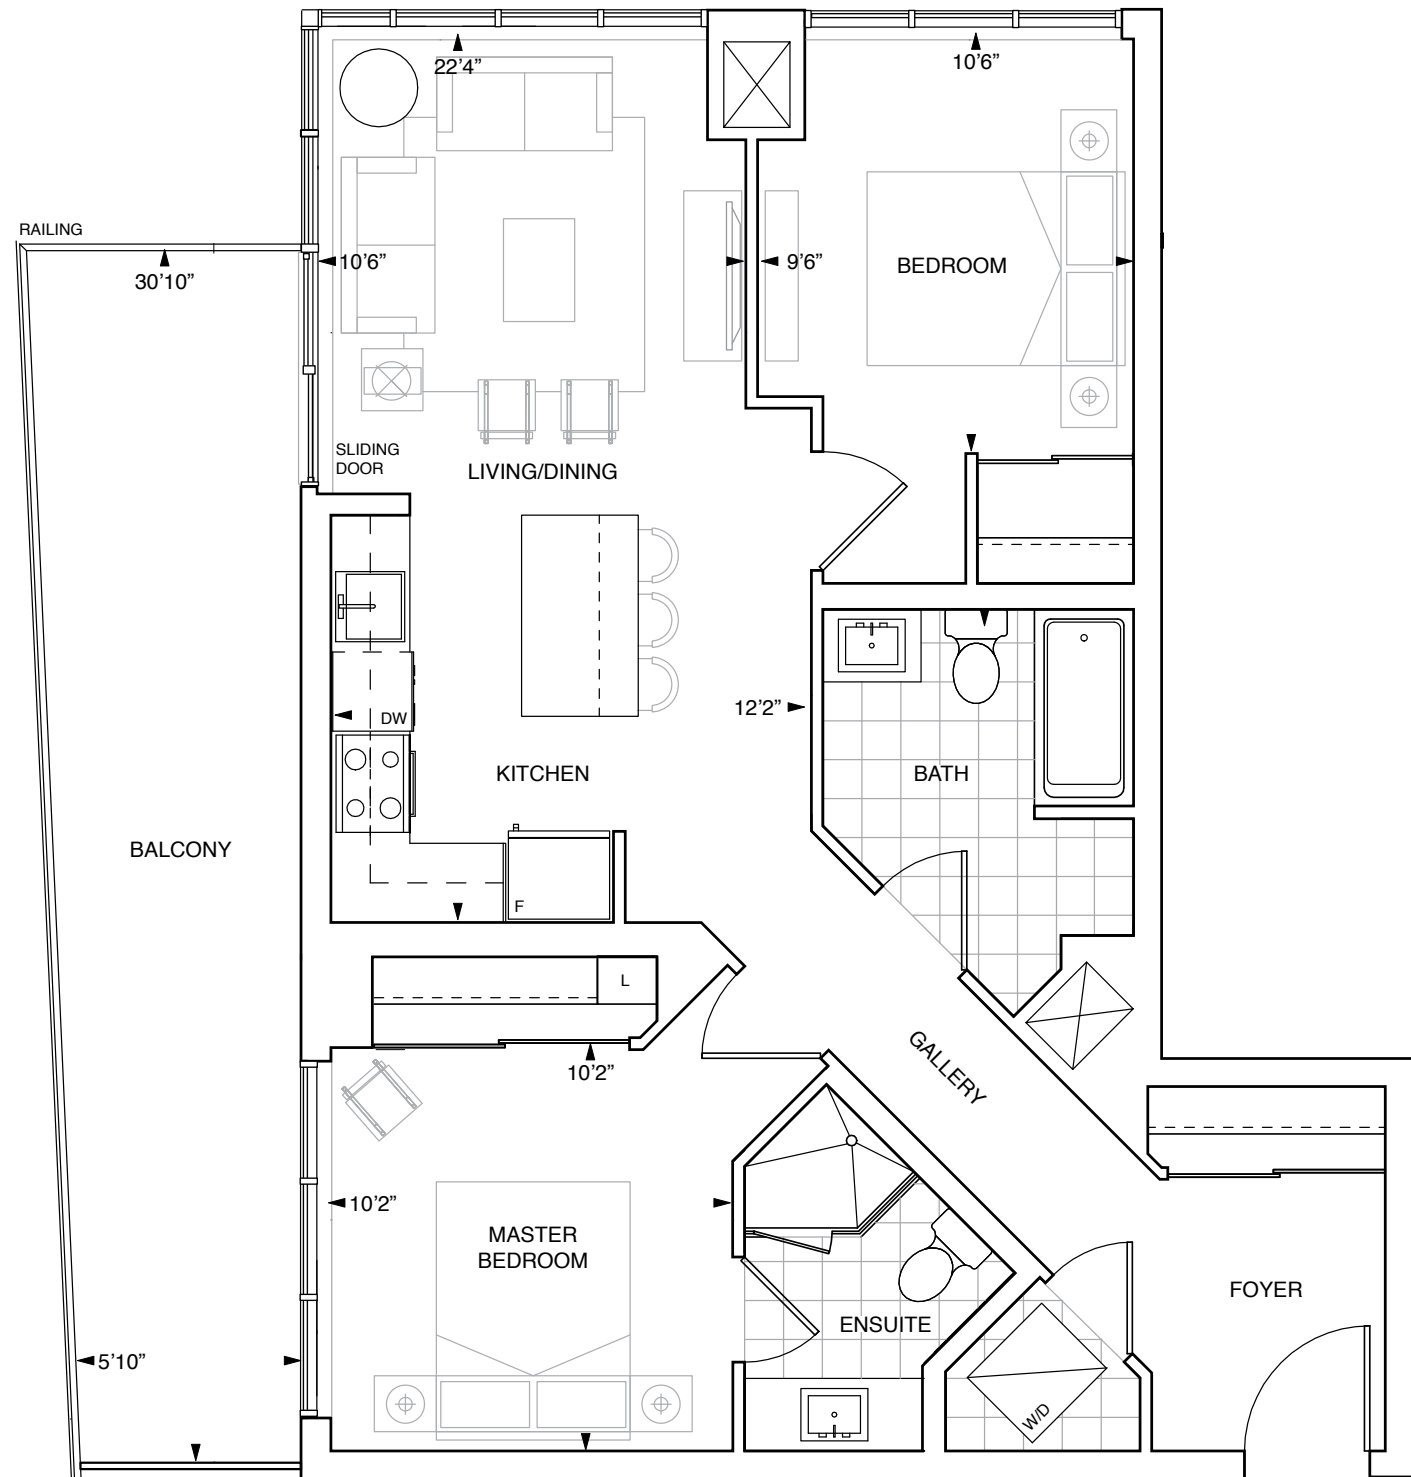 22'4”
10'6”
RAILING
30'10”
10'6”
9'6”
BEDROOM
SLIDING
DOOR
LIVING/DINING
12'2”
DW
KITCHEN
BATH
BALCONY
F
L
GALLERY
10'2”
10'2”
MASTER
BEDROOM
FOYER
ENSUITE
5'10”
W/D